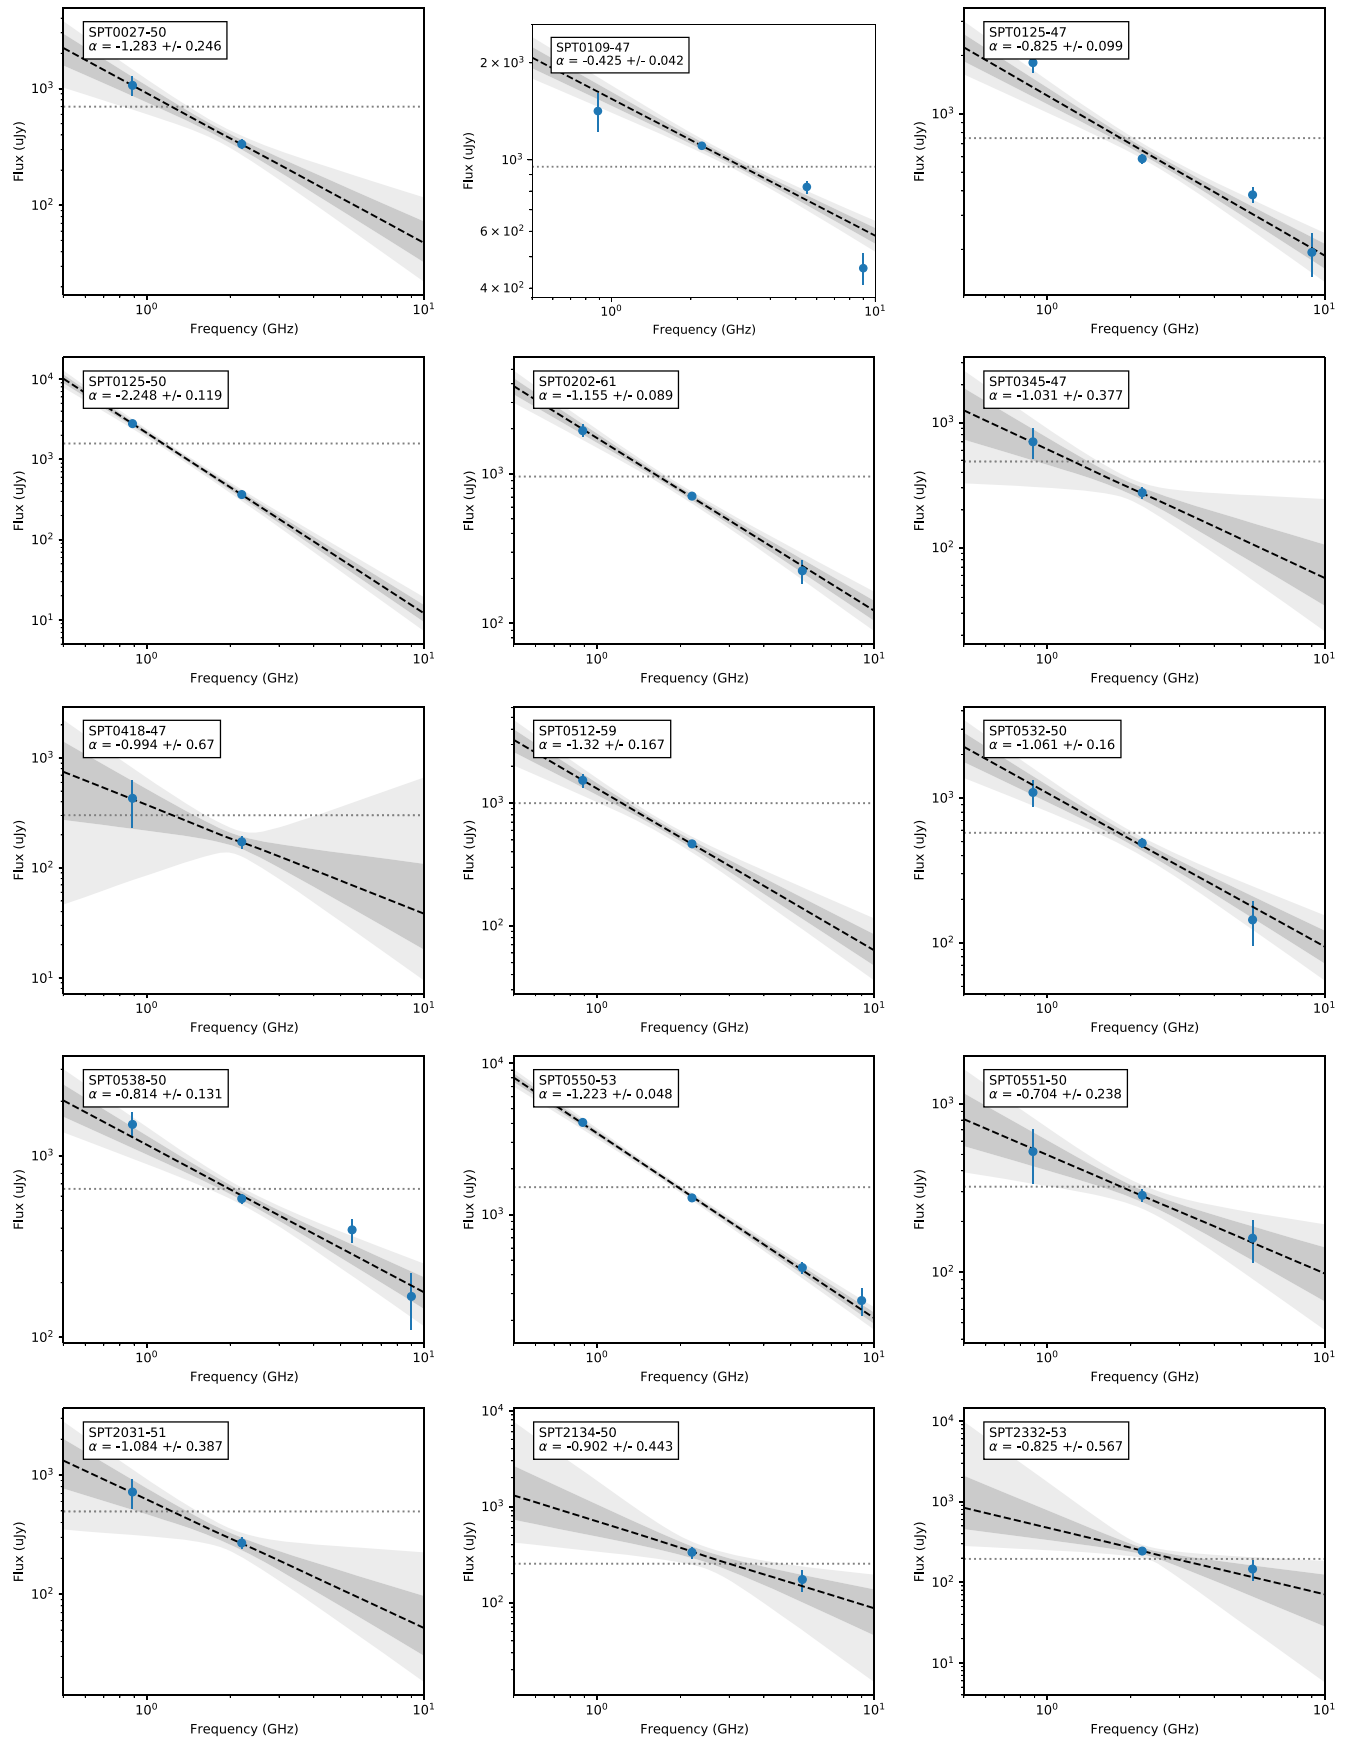 SPT0027-50
α = -1.283 +/- 0.246
10³
10²
Flux (uJy)
10⁰
10¹
Frequency (GHz)
SPT0109-47
α = -0.425 +/- 0.042
2 × 10³
10³
6 × 10²
4 × 10²
Flux (uJy)
10⁰
10¹
Frequency (GHz)
SPT0125-47
α = -0.825 +/- 0.099
10³
Flux (uJy)
10⁰
10¹
Frequency (GHz)
SPT0125-50
α = -2.248 +/- 0.119
10⁴
10³
10²
10¹
Flux (uJy)
10⁰
10¹
Frequency (GHz)
SPT0202-61
α = -1.155 +/- 0.089
10³
10²
Flux (uJy)
10⁰
10¹
Frequency (GHz)
SPT0345-47
α = -1.031 +/- 0.377
10³
10²
Flux (uJy)
10⁰
10¹
Frequency (GHz)
SPT0418-47
α = -0.994 +/- 0.67
10³
10²
10¹
Flux (uJy)
10⁰
10¹
Frequency (GHz)
SPT0512-59
α = -1.32 +/- 0.167
10³
10²
Flux (uJy)
10⁰
10¹
Frequency (GHz)
SPT0532-50
α = -1.061 +/- 0.16
10³
10²
Flux (uJy)
10⁰
10¹
Frequency (GHz)
SPT0538-50
α = -0.814 +/- 0.131
10³
10²
Flux (uJy)
10⁰
10¹
Frequency (GHz)
SPT0550-53
α = -1.223 +/- 0.048
10⁴
10³
Flux (uJy)
10⁰
10¹
Frequency (GHz)
SPT0551-50
α = -0.704 +/- 0.238
10³
10²
Flux (uJy)
10⁰
10¹
Frequency (GHz)
SPT2031-51
α = -1.084 +/- 0.387
10³
10²
Flux (uJy)
10⁰
10¹
Frequency (GHz)
SPT2134-50
α = -0.902 +/- 0.443
10⁴
10³
10²
Flux (uJy)
10⁰
10¹
Frequency (GHz)
SPT2332-53
α = -0.825 +/- 0.567
10⁴
10³
10²
10¹
Flux (uJy)
10⁰
10¹
Frequency (GHz)